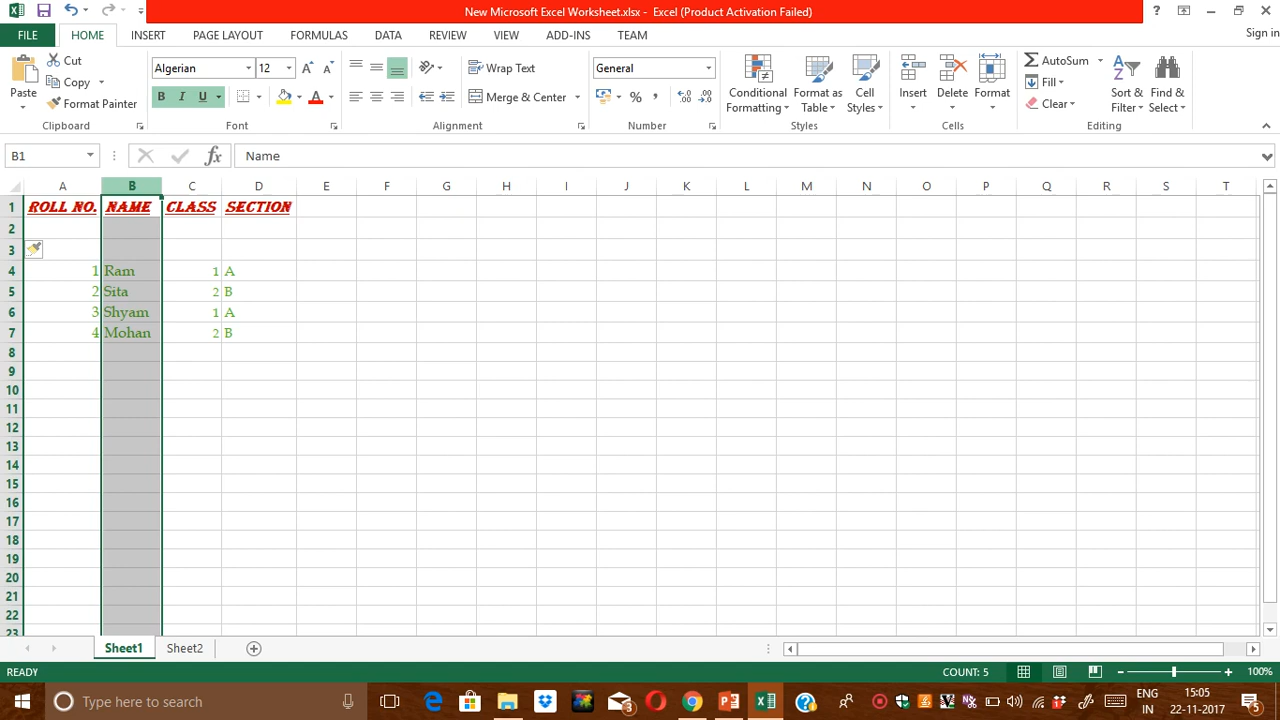 New Microsoft Excel Worksheet.xlsx - Excel (Product Activation Failed)
FILE HOME INSERT PAGE LAYOUT FORMULAS DATA REVIEW VIEW ADD-INS TEAM Sign in
Cut
Copy
Format Painter
Paste
Clipboard
Algerian 12
B I U A
Font
Wrap Text
Merge & Center
Alignment
General
%
Number
Conditional Formatting
Format as Table
Cell Styles
Styles
Insert Delete Format
Cells
AutoSum
Fill
Clear
Sort & Filter
Find & Select
Editing
B1 fx Name
A B C D E F G H I J K L M N O P Q R S T
1 ROLL NO. NAME CLASS SECTION
2
3
4 1 Ram 1 A
5 2 Sita 2 B
6 3 Shyam 1 A
7 4 Mohan 2 B
8
9
10
11
12
13
14
15
16
17
18
19
20
21
22
23
Sheet1 Sheet2
READY COUNT: 5 100%
Type here to search 3 ENG IN 15:05 22-11-2017 5